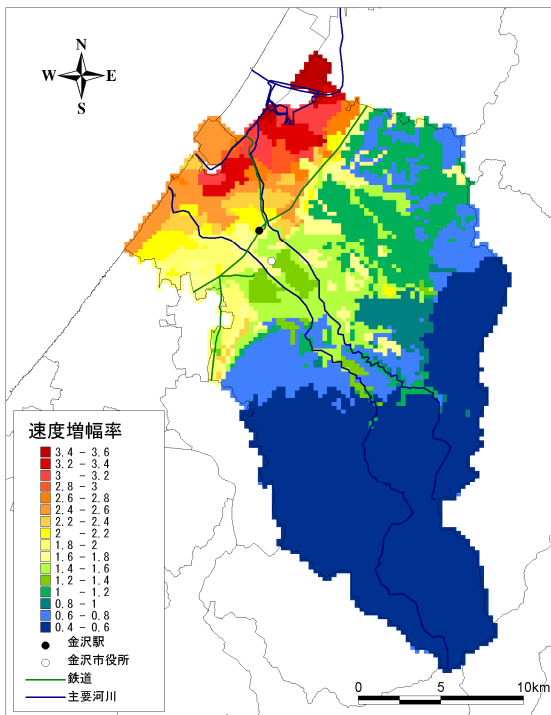 N
W E
S
速度増幅率
3.4 - 3.6
3.2 - 3.4
3 - 3.2
2.8 - 3
2.6 - 2.8
2.4 - 2.6
2.2 - 2.4
2 - 2.2
1.8 - 2
1.6 - 1.8
1.4 - 1.6
1.2 - 1.4
1 - 1.2
0.8 - 1
0.6 - 0.8
0.4 - 0.6
金沢駅
金沢市役所
鉄道
主要河川
0 5 10km